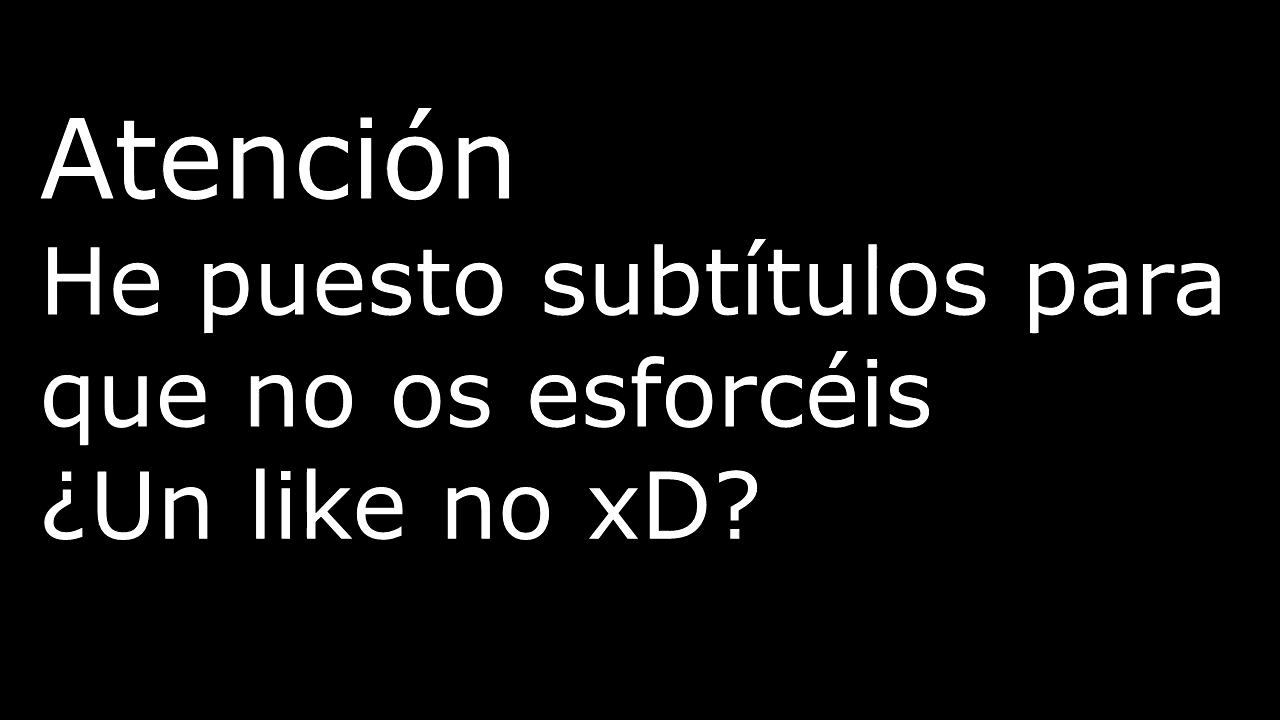 Atención
He puesto subtítulos para
que no os esforcéis
¿Un like no xD?